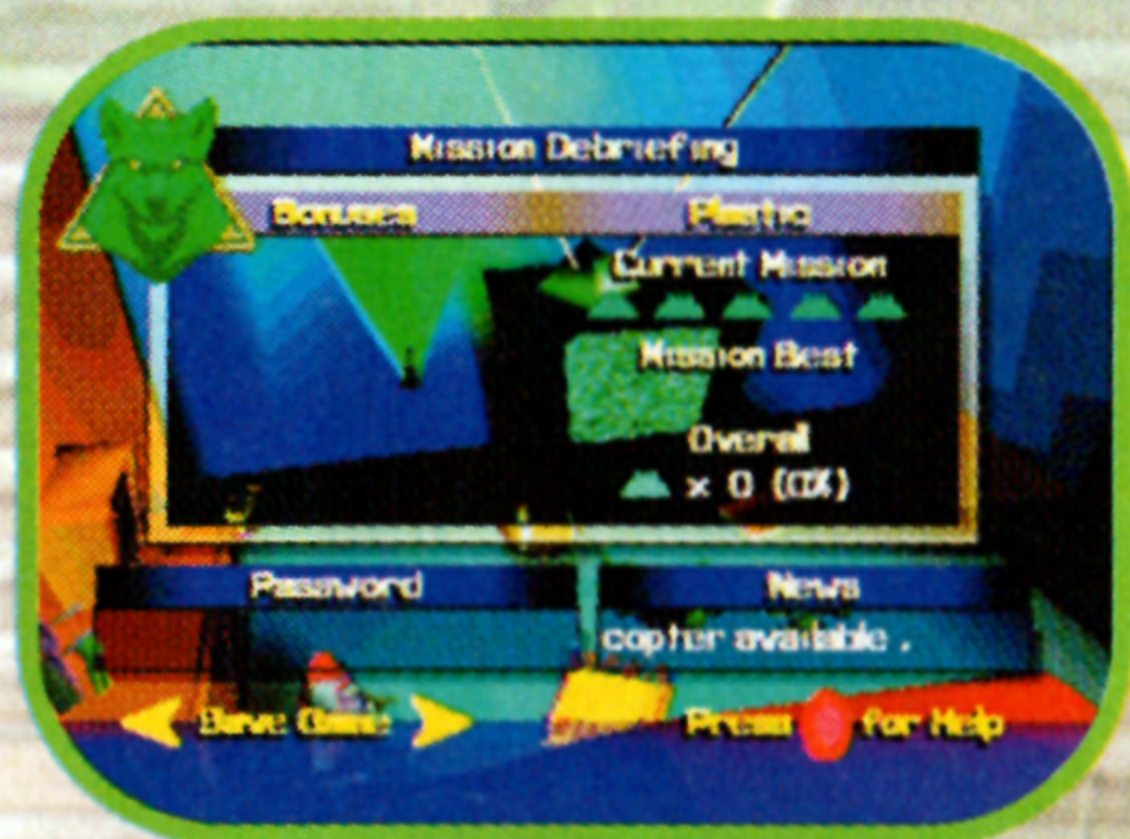 Mission Debriefing
Bonuses
Plastic
Current Mission
Mission Best
Overall
x 0 (0%)
Password
News
copter available .
Save Game
Press for Help